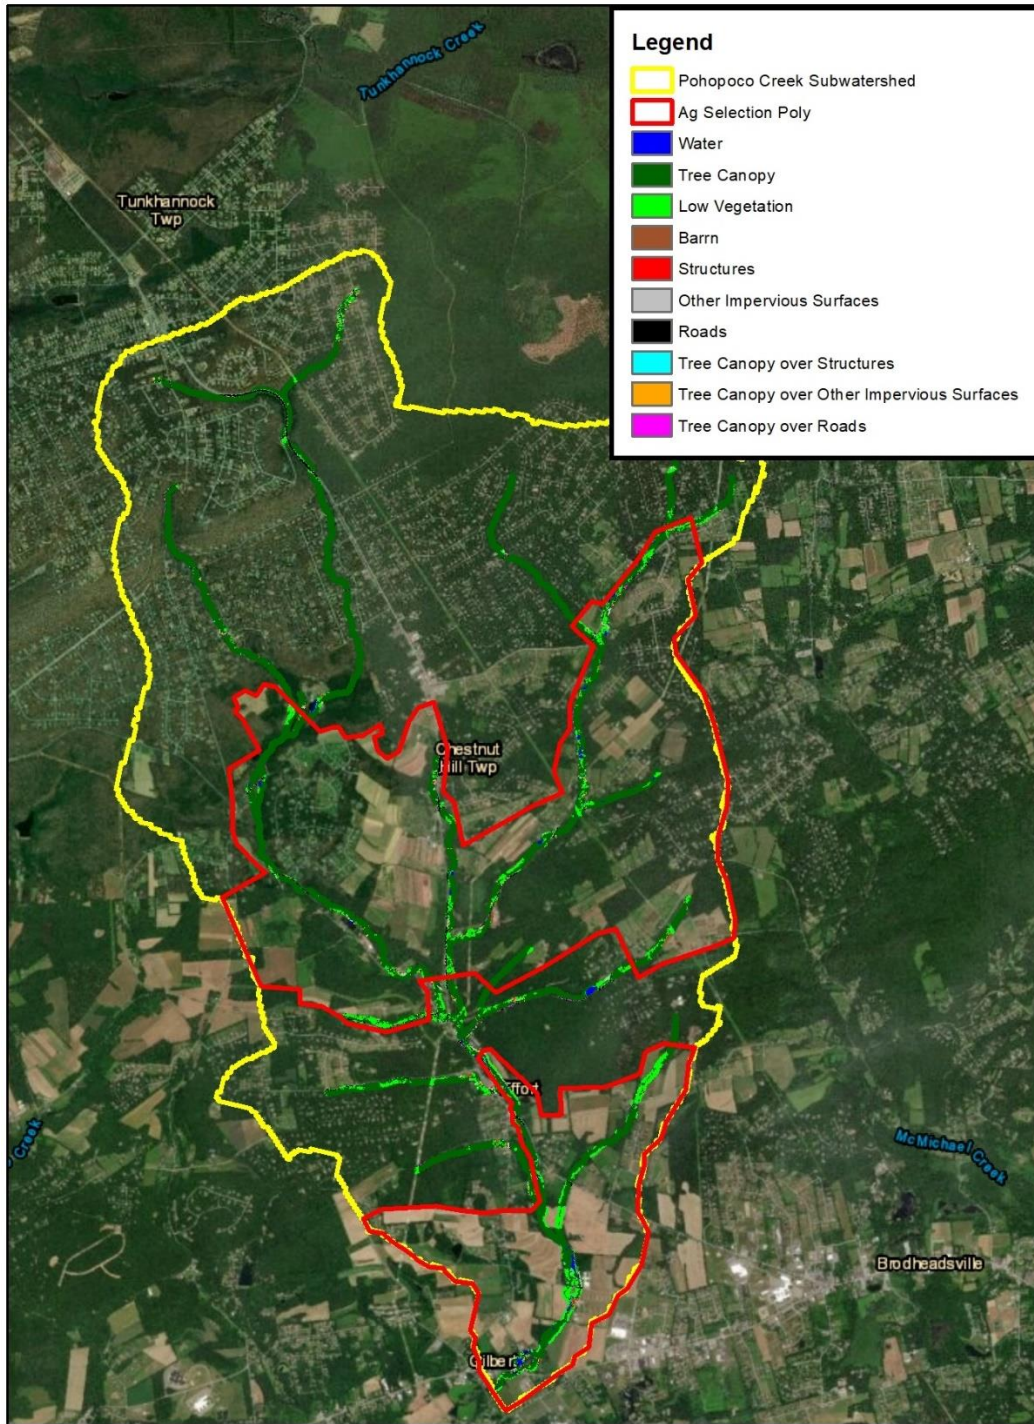 Tunkhannock Creek
Legend
Pohopoco Creek Subwatershed
Ag Selection Poly
Water
Tree Canopy
Low Vegetation
Barrn
Structures
Other Impervious Surfaces
Roads
Tree Canopy over Structures
Tree Canopy over Other Impervious Surfaces
Tree Canopy over Roads
Tunkhannock
Twp
Chestnut
hill Twp
Effort
Creek
McMichael Creek
Brodheadsville
Gilbert